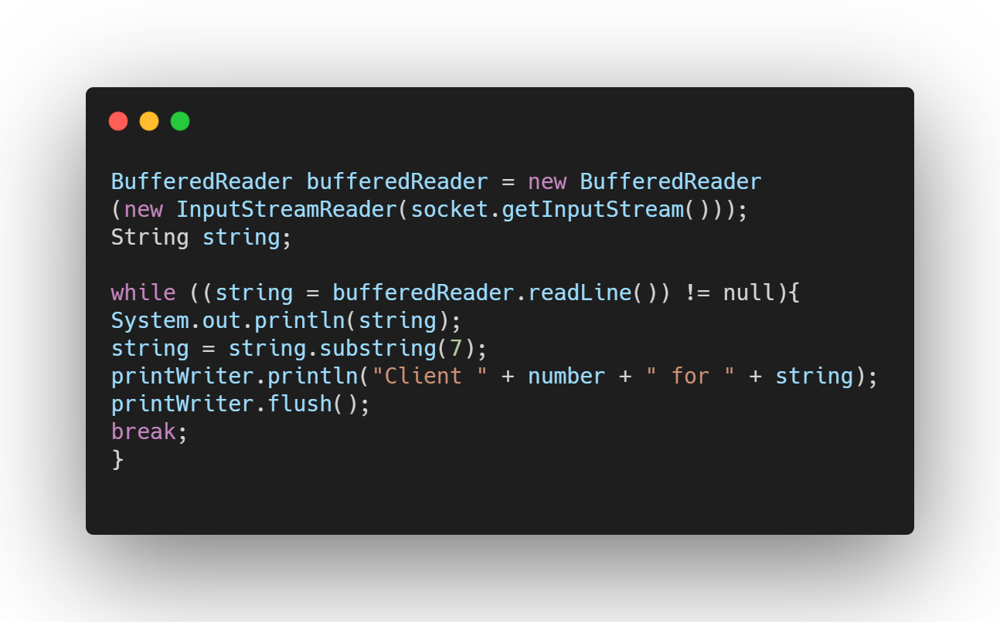 BufferedReader bufferedReader = new BufferedReader
(new InputStreamReader(socket.getInputStream()));
String string;
while ((string = bufferedReader.readLine()) != null){
System.out.println(string);
string = string.substring(7);
printWriter.println("Client " + number + " for " + string);
printWriter.flush();
break;
}